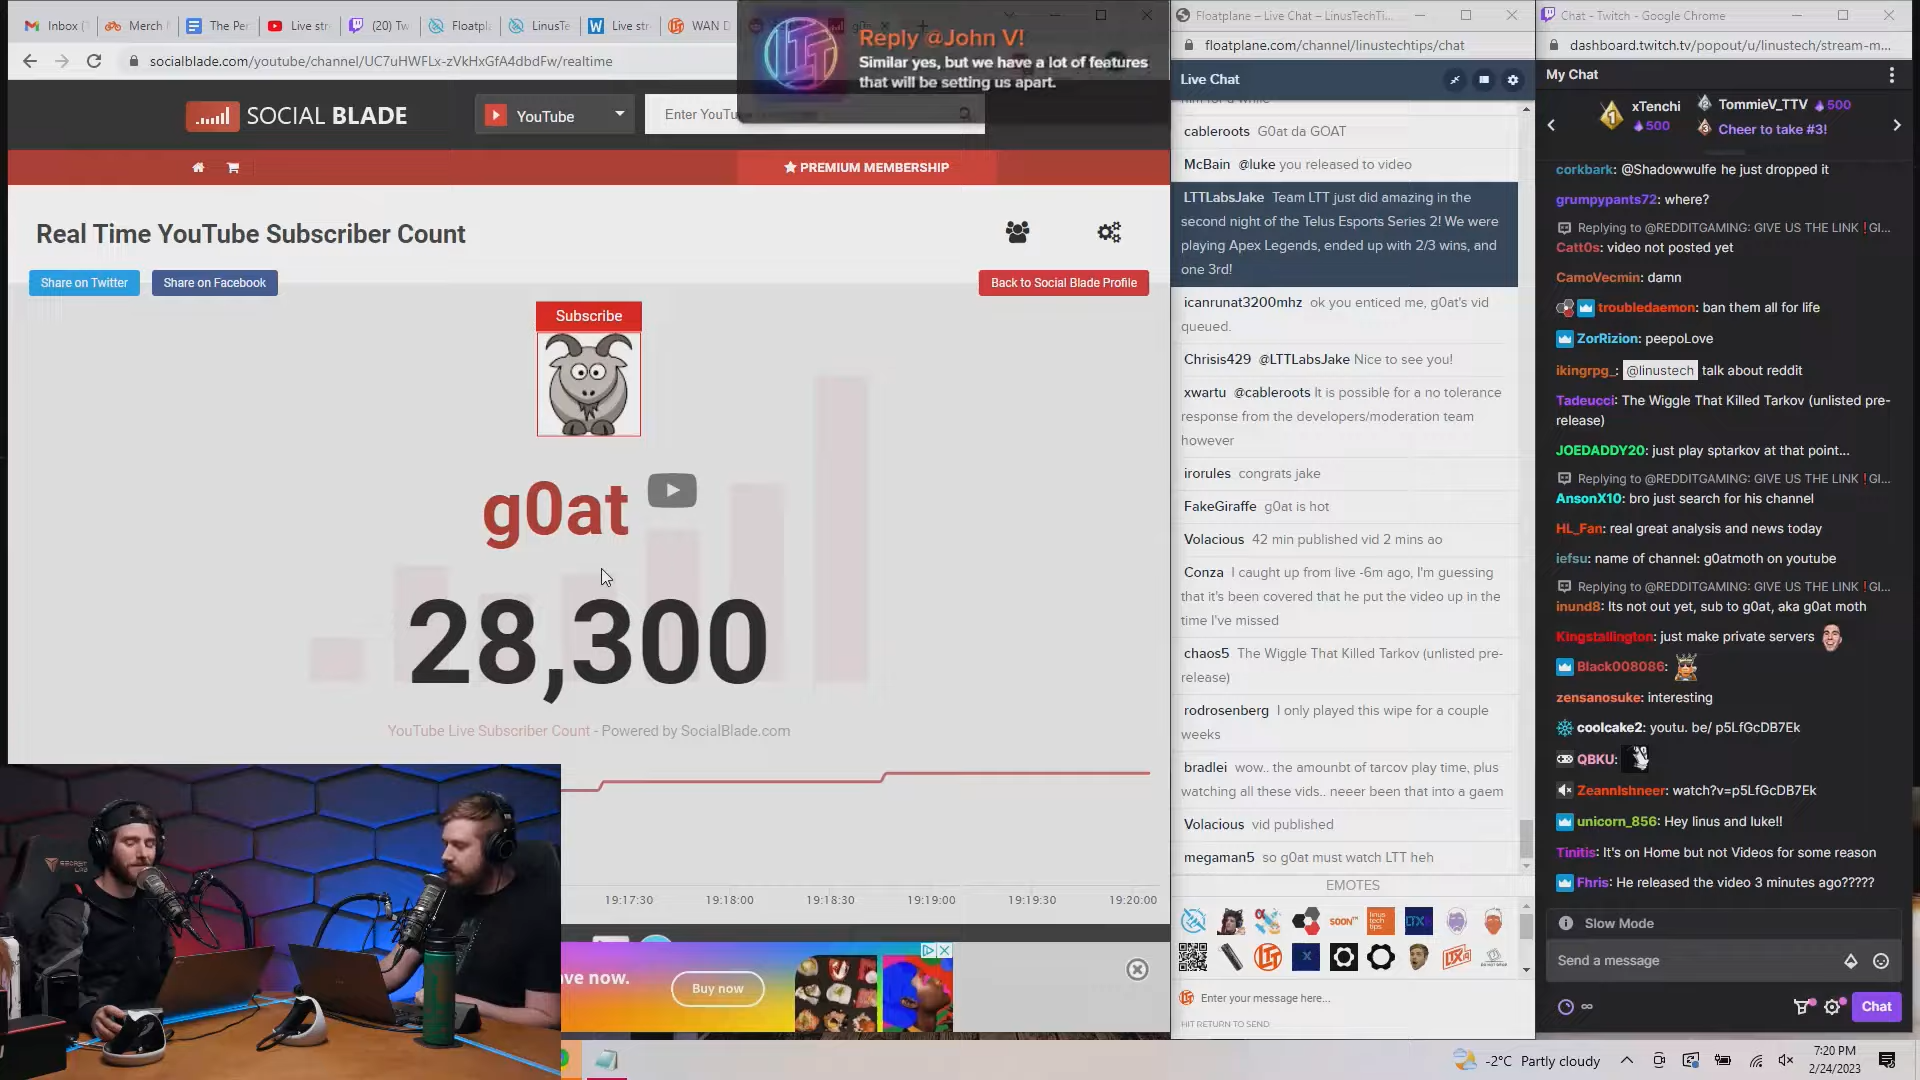 Inbox (
Merch
The Per
Live str
(20) Tw
Floatpl
LinusTe
Live str
WAN D
socialblade.com/youtube/channel/UC7uHWFLx-zVkHxGfA4dbdFw/realtime
Reply @John V!
Similar yes, but we have a lot of features
that will be setting us apart.
SOCIAL BLADE
YouTube
Enter YouTu
PREMIUM MEMBERSHIP
Real Time YouTube Subscriber Count
Share on Twitter
Share on Facebook
Back to Social Blade Profile
Subscribe
g0at
28,300
YouTube Live Subscriber Count - Powered by SocialBlade.com
19:17:30
19:18:00
19:18:30
19:19:00
19:19:30
19:20:00
ve now.
Buy now
Floatplane – Live Chat – LinusTechTi...
floatplane.com/channel/linustechtips/chat
Live Chat
cableroots G0at da GOAT
McBain @luke you released to video
LTTLabsJake Team LTT just did amazing in the
second night of the Telus Esports Series 2! We were
playing Apex Legends, ended up with 2/3 wins, and
one 3rd!
icanrunat3200mhz ok you enticed me, g0at's vid
queued.
Chrisis429 @LTTLabsJake Nice to see you!
xwartu @cableroots It is possible for a no tolerance
response from the developers/moderation team
however
irorules congrats jake
FakeGiraffe g0at is hot
Volacious 42 min published vid 2 mins ao
Conza I caught up from live -6m ago, I'm guessing
that it's been covered that he put the video up in the
time I've missed
chaos5 The Wiggle That Killed Tarkov (unlisted pre-
release)
rodrosenberg I only played this wipe for a couple
weeks
bradlei wow.. the amounbt of tarcov play time, plus
watching all these vids.. neeer been that into a gaem
Volacious vid published
megaman5 so g0at must watch LTT heh
EMOTES
SOON™
linus
tech
tips
LTX
Enter your message here...
HIT RETURN TO SEND
Chat - Twitch - Google Chrome
dashboard.twitch.tv/popout/u/linustech/stream-m...
My Chat
1
xTenchi
500
2 TommieV_TTV 500
3 Cheer to take #3!
corkbark: @Shadowwulfe he just dropped it
grumpypants72: where?
Replying to @REDDITGAMING: GIVE US THE LINK❗GI...
Catt0s: video not posted yet
CamoVecmin: damn
troubledaemon: ban them all for life
ZorRizion: peepoLove
ikingrpg_: @linustech talk about reddit
Tadeucci: The Wiggle That Killed Tarkov (unlisted pre-
release)
JOEDADDY20: just play sptarkov at that point...
Replying to @REDDITGAMING: GIVE US THE LINK❗GI...
AnsonX10: bro just search for his channel
HL_Fan: real great analysis and news today
iefsu: name of channel: g0atmoth on youtube
Replying to @REDDITGAMING: GIVE US THE LINK❗GI...
inund8: Its not out yet, sub to g0at, aka g0at moth
Kingstallington: just make private servers
Black008086:
zensanosuke: interesting
coolcake2: youtu. be/ p5LfGcDB7Ek
QBKU:
ZeannIshneer: watch?v=p5LfGcDB7Ek
unicorn_856: Hey linus and luke!!
Tinitis: It's on Home but not Videos for some reason
Fhris: He released the video 3 minutes ago?????
Slow Mode
Send a message
Chat
-2°C Partly cloudy
7:20 PM
2/24/2023